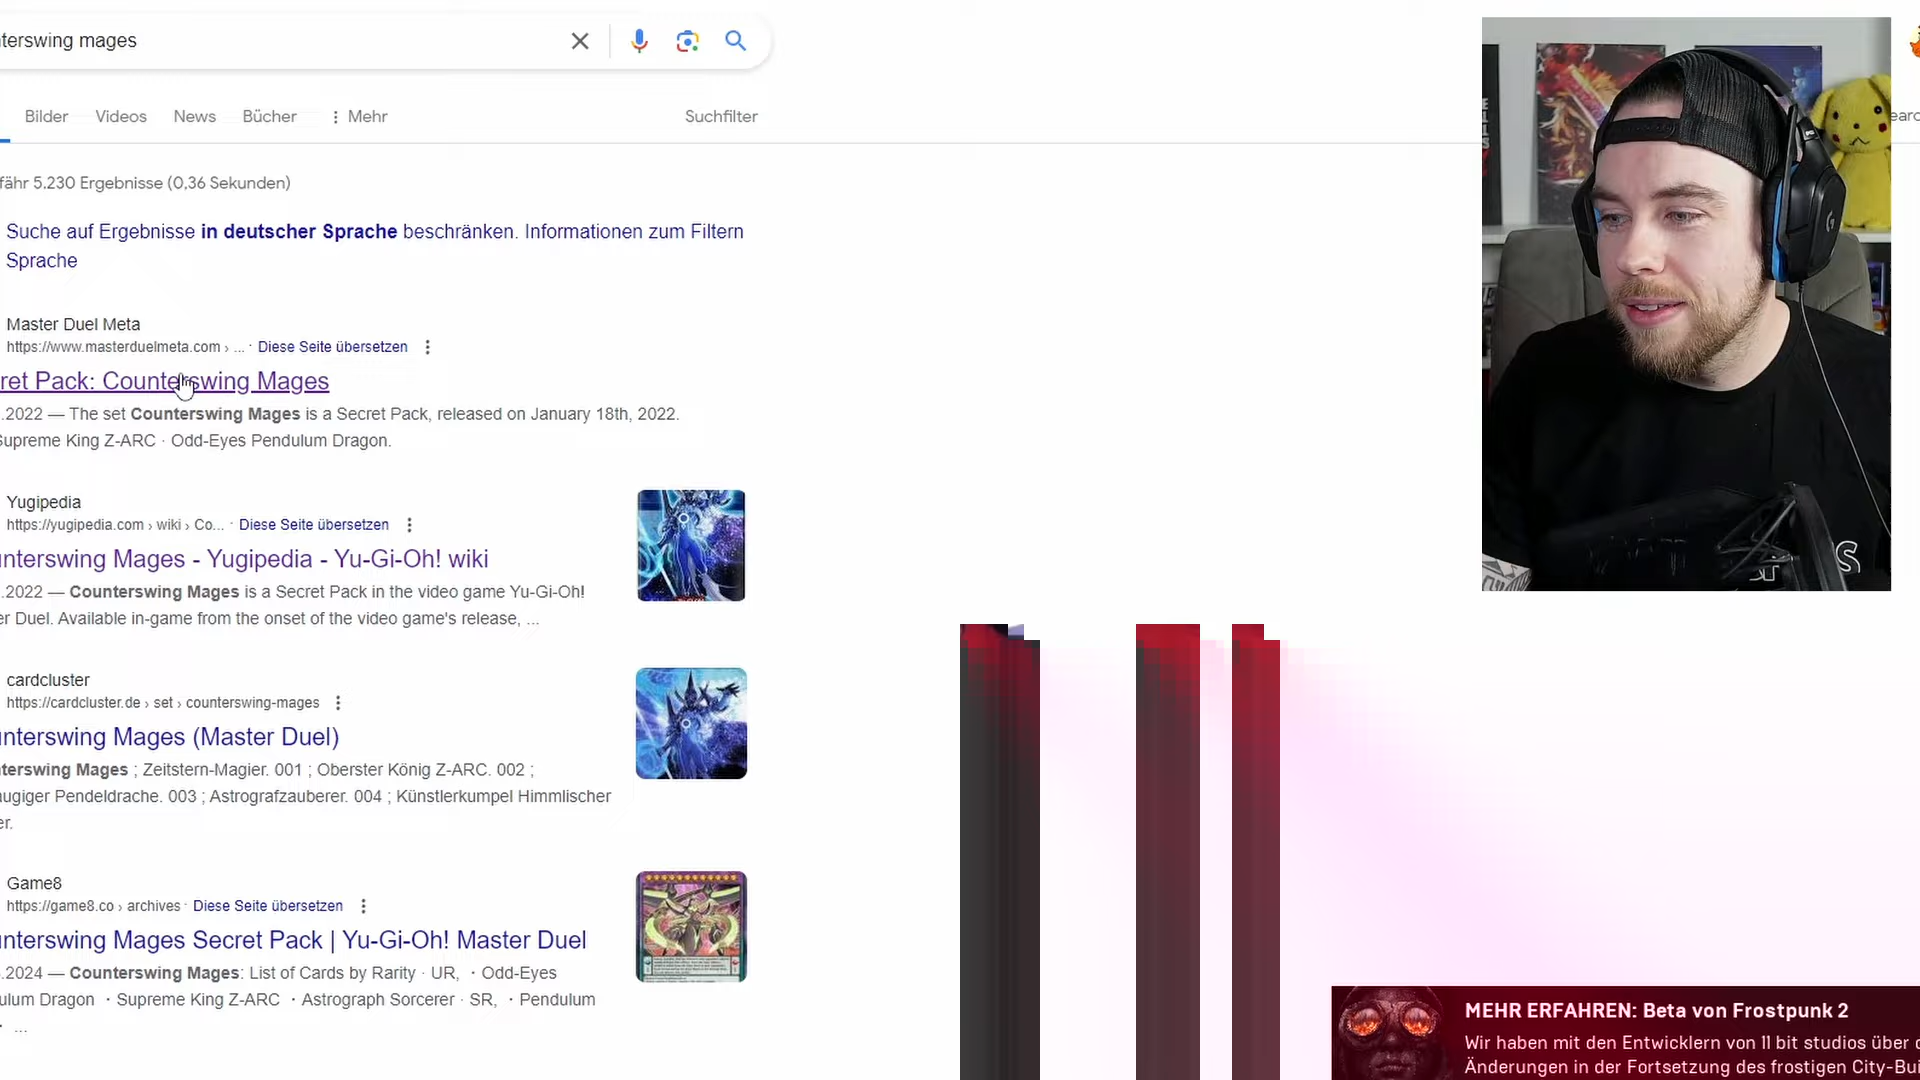 terswing mages
Bilder Videos News Bücher Mehr Suchfilter
fähr 5.230 Ergebnisse (0,36 Sekunden)
Suche auf Ergebnisse in deutscher Sprache beschränken. Informationen zum Filtern
Sprache
Master Duel Meta
https://www.masterduelmeta.com › ... · Diese Seite übersetzen
ret Pack: Counterswing Mages
.2022 — The set Counterswing Mages is a Secret Pack, released on January 18th, 2022.
Supreme King Z-ARC · Odd-Eyes Pendulum Dragon.
Yugipedia
https://yugipedia.com › wiki › Co... · Diese Seite übersetzen
unterswing Mages - Yugipedia - Yu-Gi-Oh! wiki
.2022 — Counterswing Mages is a Secret Pack in the video game Yu-Gi-Oh!
er Duel. Available in-game from the onset of the video game's release, ...
cardcluster
https://cardcluster.de › set › counterswing-mages
unterswing Mages (Master Duel)
terswing Mages ; Zeitstern-Magier. 001 ; Oberster König Z-ARC. 002 ;
äugiger Pendeldrache. 003 ; Astrografzauberer. 004 ; Künstlerkumpel Himmlischer
er.
Game8
https://game8.co › archives · Diese Seite übersetzen
unterswing Mages Secret Pack | Yu-Gi-Oh! Master Duel
.2024 — Counterswing Mages: List of Cards by Rarity · UR, · Odd-Eyes
ulum Dragon · Supreme King Z-ARC · Astrograph Sorcerer · SR, · Pendulum
...
MEHR ERFAHREN: Beta von Frostpunk 2
Wir haben mit den Entwicklern von 11 bit studios über
Änderungen in der Fortsetzung des frostigen City-Bui